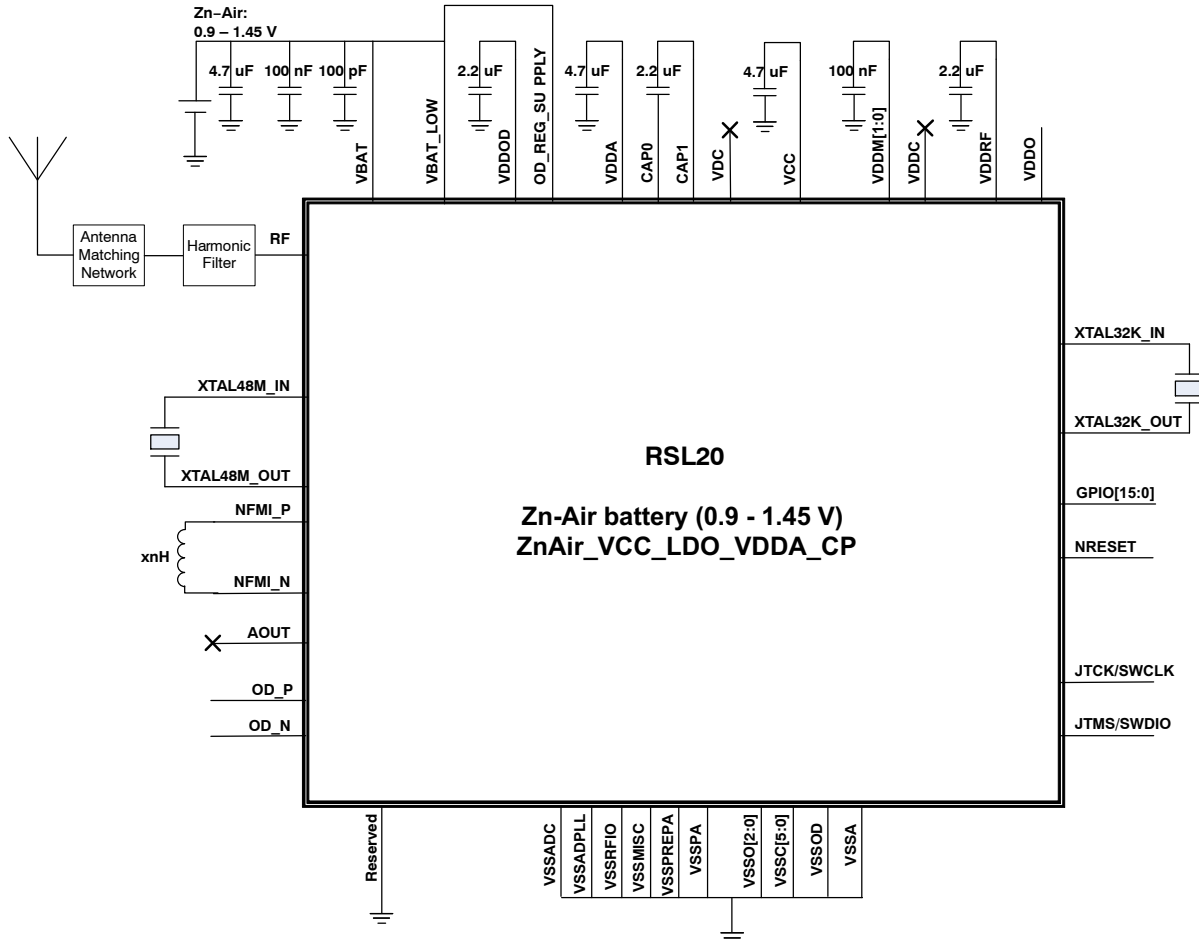 Zn–Air:
0.9 – 1.45 V
4.7 uF
100 nF
100 pF
2.2 uF
4.7 uF
2.2 uF
4.7 uF
100 nF
2.2 uF
VBAT
VBAT_LOW
VDDOD
OD_REG_SU PPLY
VDDA
CAP0
CAP1
VDC
VCC
VDDM[1:0]
VDDC
VDDRF
VDDO
Antenna
Matching
Network
Harmonic
Filter
RF
XTAL48M_IN
XTAL48M_OUT
NFMI_P
xnH
NFMI_N
AOUT
OD_P
OD_N
RSL20
Zn-Air battery (0.9 - 1.45 V)
ZnAir_VCC_LDO_VDDA_CP
XTAL32K_IN
XTAL32K_OUT
GPIO[15:0]
NRESET
JTCK/SWCLK
JTMS/SWDIO
Reserved
VSSADC
VSSADPLL
VSSRFIO
VSSMISC
VSSPREPA
VSSPA
VSSO[2:0]
VSSC[5:0]
VSSOD
VSSA